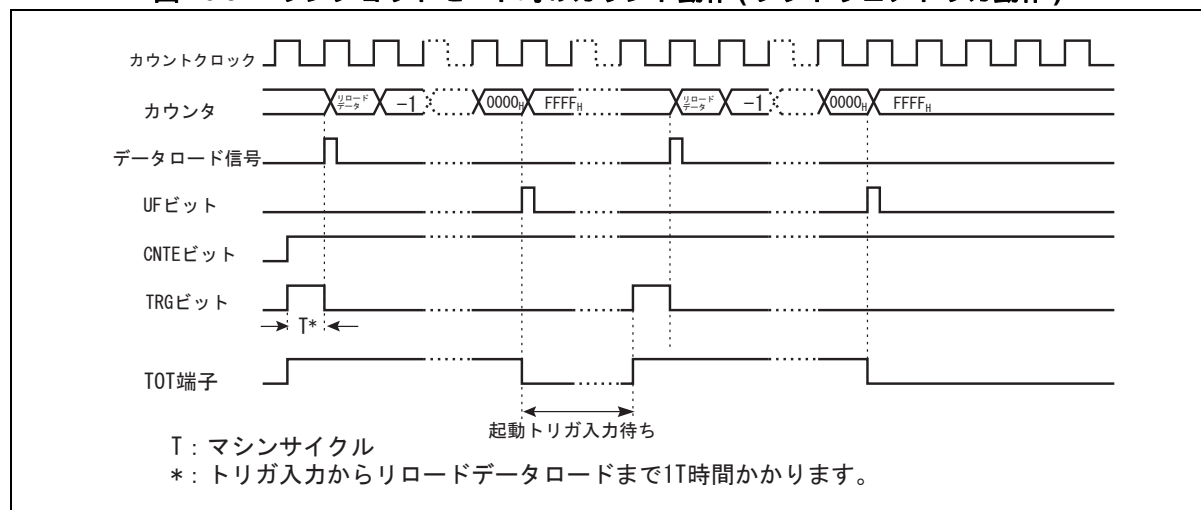 カウントクロック
カウンタ
リロード
データ
-1
0000H
FFFFH
リロード
データ
-1
0000H
FFFFH
データロード信号
UFビット
CNTEビット
TRGビット
T*
TOT端子
起動トリガ入力待ち
T：マシンサイクル
*：トリガ入力からリロードデータロードまで1T時間かかります。